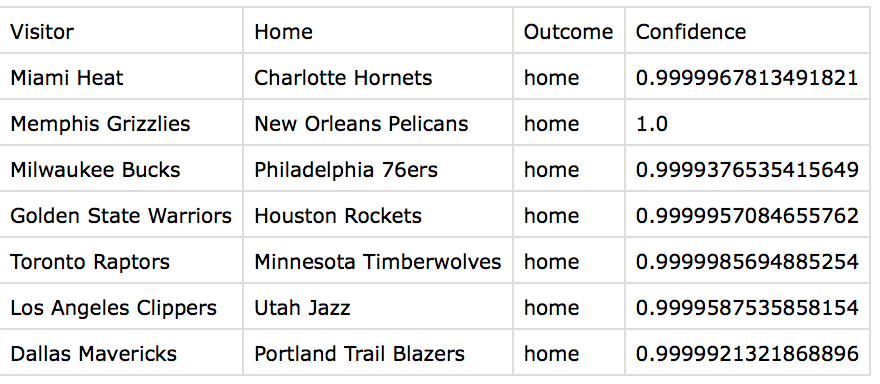 Visitor Home Outcome Confidence
Miami Heat Charlotte Hornets home 0.9999967813491821
Memphis Grizzlies New Orleans Pelicans home 1.0
Milwaukee Bucks Philadelphia 76ers home 0.9999376535415649
Golden State Warriors Houston Rockets home 0.9999957084655762
Toronto Raptors Minnesota Timberwolves home 0.9999985694885254
Los Angeles Clippers Utah Jazz home 0.9999587535858154
Dallas Mavericks Portland Trail Blazers home 0.9999921321868896